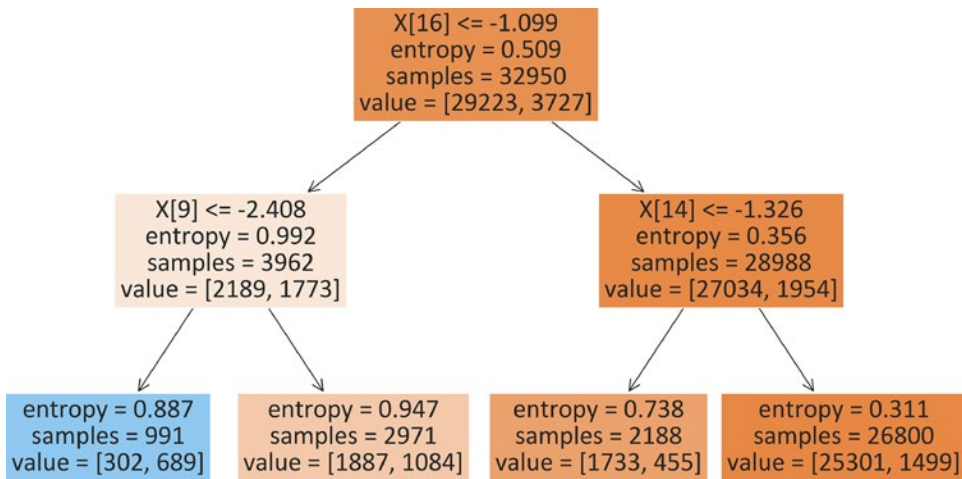 X[16] <= -1.099
entropy = 0.509
samples = 32950
value = [29223, 3727]
X[9] <= -2.408
entropy = 0.992
samples = 3962
value = [2189, 1773]
X[14] <= -1.326
entropy = 0.356
samples = 28988
value = [27034, 1954]
entropy = 0.887
samples = 991
value = [302, 689]
entropy = 0.947
samples = 2971
value = [1887, 1084]
entropy = 0.738
samples = 2188
value = [1733, 455]
entropy = 0.311
samples = 26800
value = [25301, 1499]